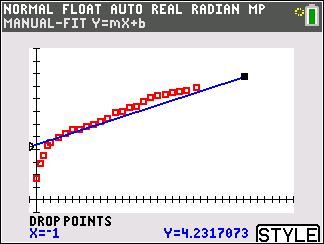 NORMAL FLOAT AUTO REAL RADIAN MP
MANUAL-FIT Y=mX+b
DROP POINTS
X=-1 Y=4.2317073 STYLE